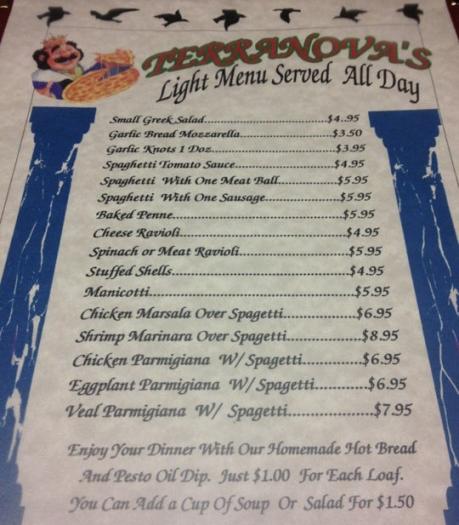 TERRANOVA'S
Light Menu Served All Day
Small Greek Salad.....................................$4..95
Garlic Bread Mozzarella..............................$3.50
Garlic Knots 1 Doz....................................$3.95
Spaghetti Tomato Sauce.............................$4.95
Spaghetti With One Meat Ball.....................$5.95
Spaghetti With One Sausage.......................$5.95
Baked Penne............................................$5.95
Cheese Ravioli..........................................$4.95
Spinach or Meat Ravioli.............................$5.95
Stuffed Shells...........................................$4.95
Manicotti................................................$5.95
Chicken Marsala Over Spagetti..............$6.95
Shrimp Marinara Over Spagetti..............$8.95
Chicken Parmigiana W/ Spagetti............$6.95
Eggplant Parmigiana W/ Spagetti...........$6.95
Veal Parmigiana W/ Spagetti.................$7.95
Enjoy Your Dinner With Our Homemade Hot Bread
And Pesto Oil Dip. Just $1.00 For Each Loaf.
You Can Add a Cup Of Soup Or Salad For $1.50